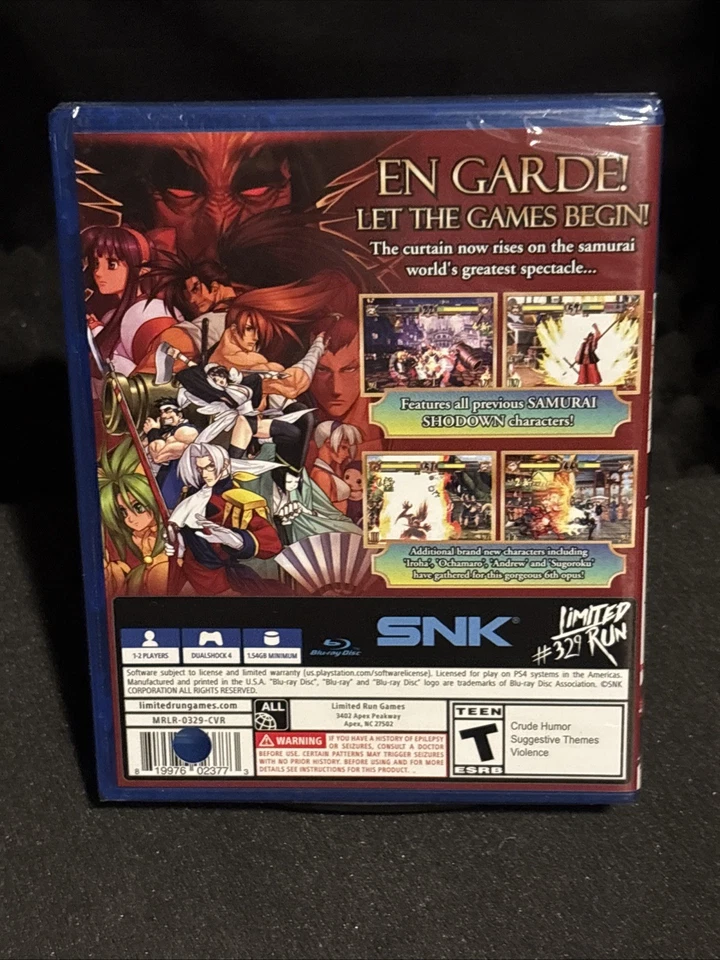 EN GARDE!
LET THE GAMES BEGIN!
The curtain now rises on the samurai
world's greatest spectacle...
Features all previous SAMURAI
SHODOWN characters!
Additional brand new characters including
'Iroha', 'Ochamaro', 'Andrew' and 'Sugoroku'
have gathered for this gorgeous 6th opus!
1-2 PLAYERS
DUALSHOCK 4
1.54GB MINIMUM
Blu-ray Disc
SNK®
LIMITED
RUN
#329
Software subject to license and limited warranty (us.playstation.com/softwarelicense). Licensed for play on PS4 systems in the Americas.
Manufactured and printed in the U.S.A. "Blu-ray Disc", "Blu-ray" and "Blu-ray Disc" logo are trademarks of Blu-ray Disc Association. ©SNK
CORPORATION ALL RIGHTS RESERVED.
limitedrungames.com
MRLR-0329-CVR
8 19976 02377 3
ALL
Limited Run Games
3402 Apex Peakway
Apex, NC 27502
WARNING IF YOU HAVE A HISTORY OF EPILEPSY
OR SEIZURES, CONSULT A DOCTOR
BEFORE USE. CERTAIN PATTERNS MAY TRIGGER SEIZURES
WITH NO PRIOR HISTORY. BEFORE USING AND FOR MORE
DETAILS SEE INSTRUCTIONS FOR THIS PRODUCT.
TEEN
T
ESRB
Crude Humor
Suggestive Themes
Violence